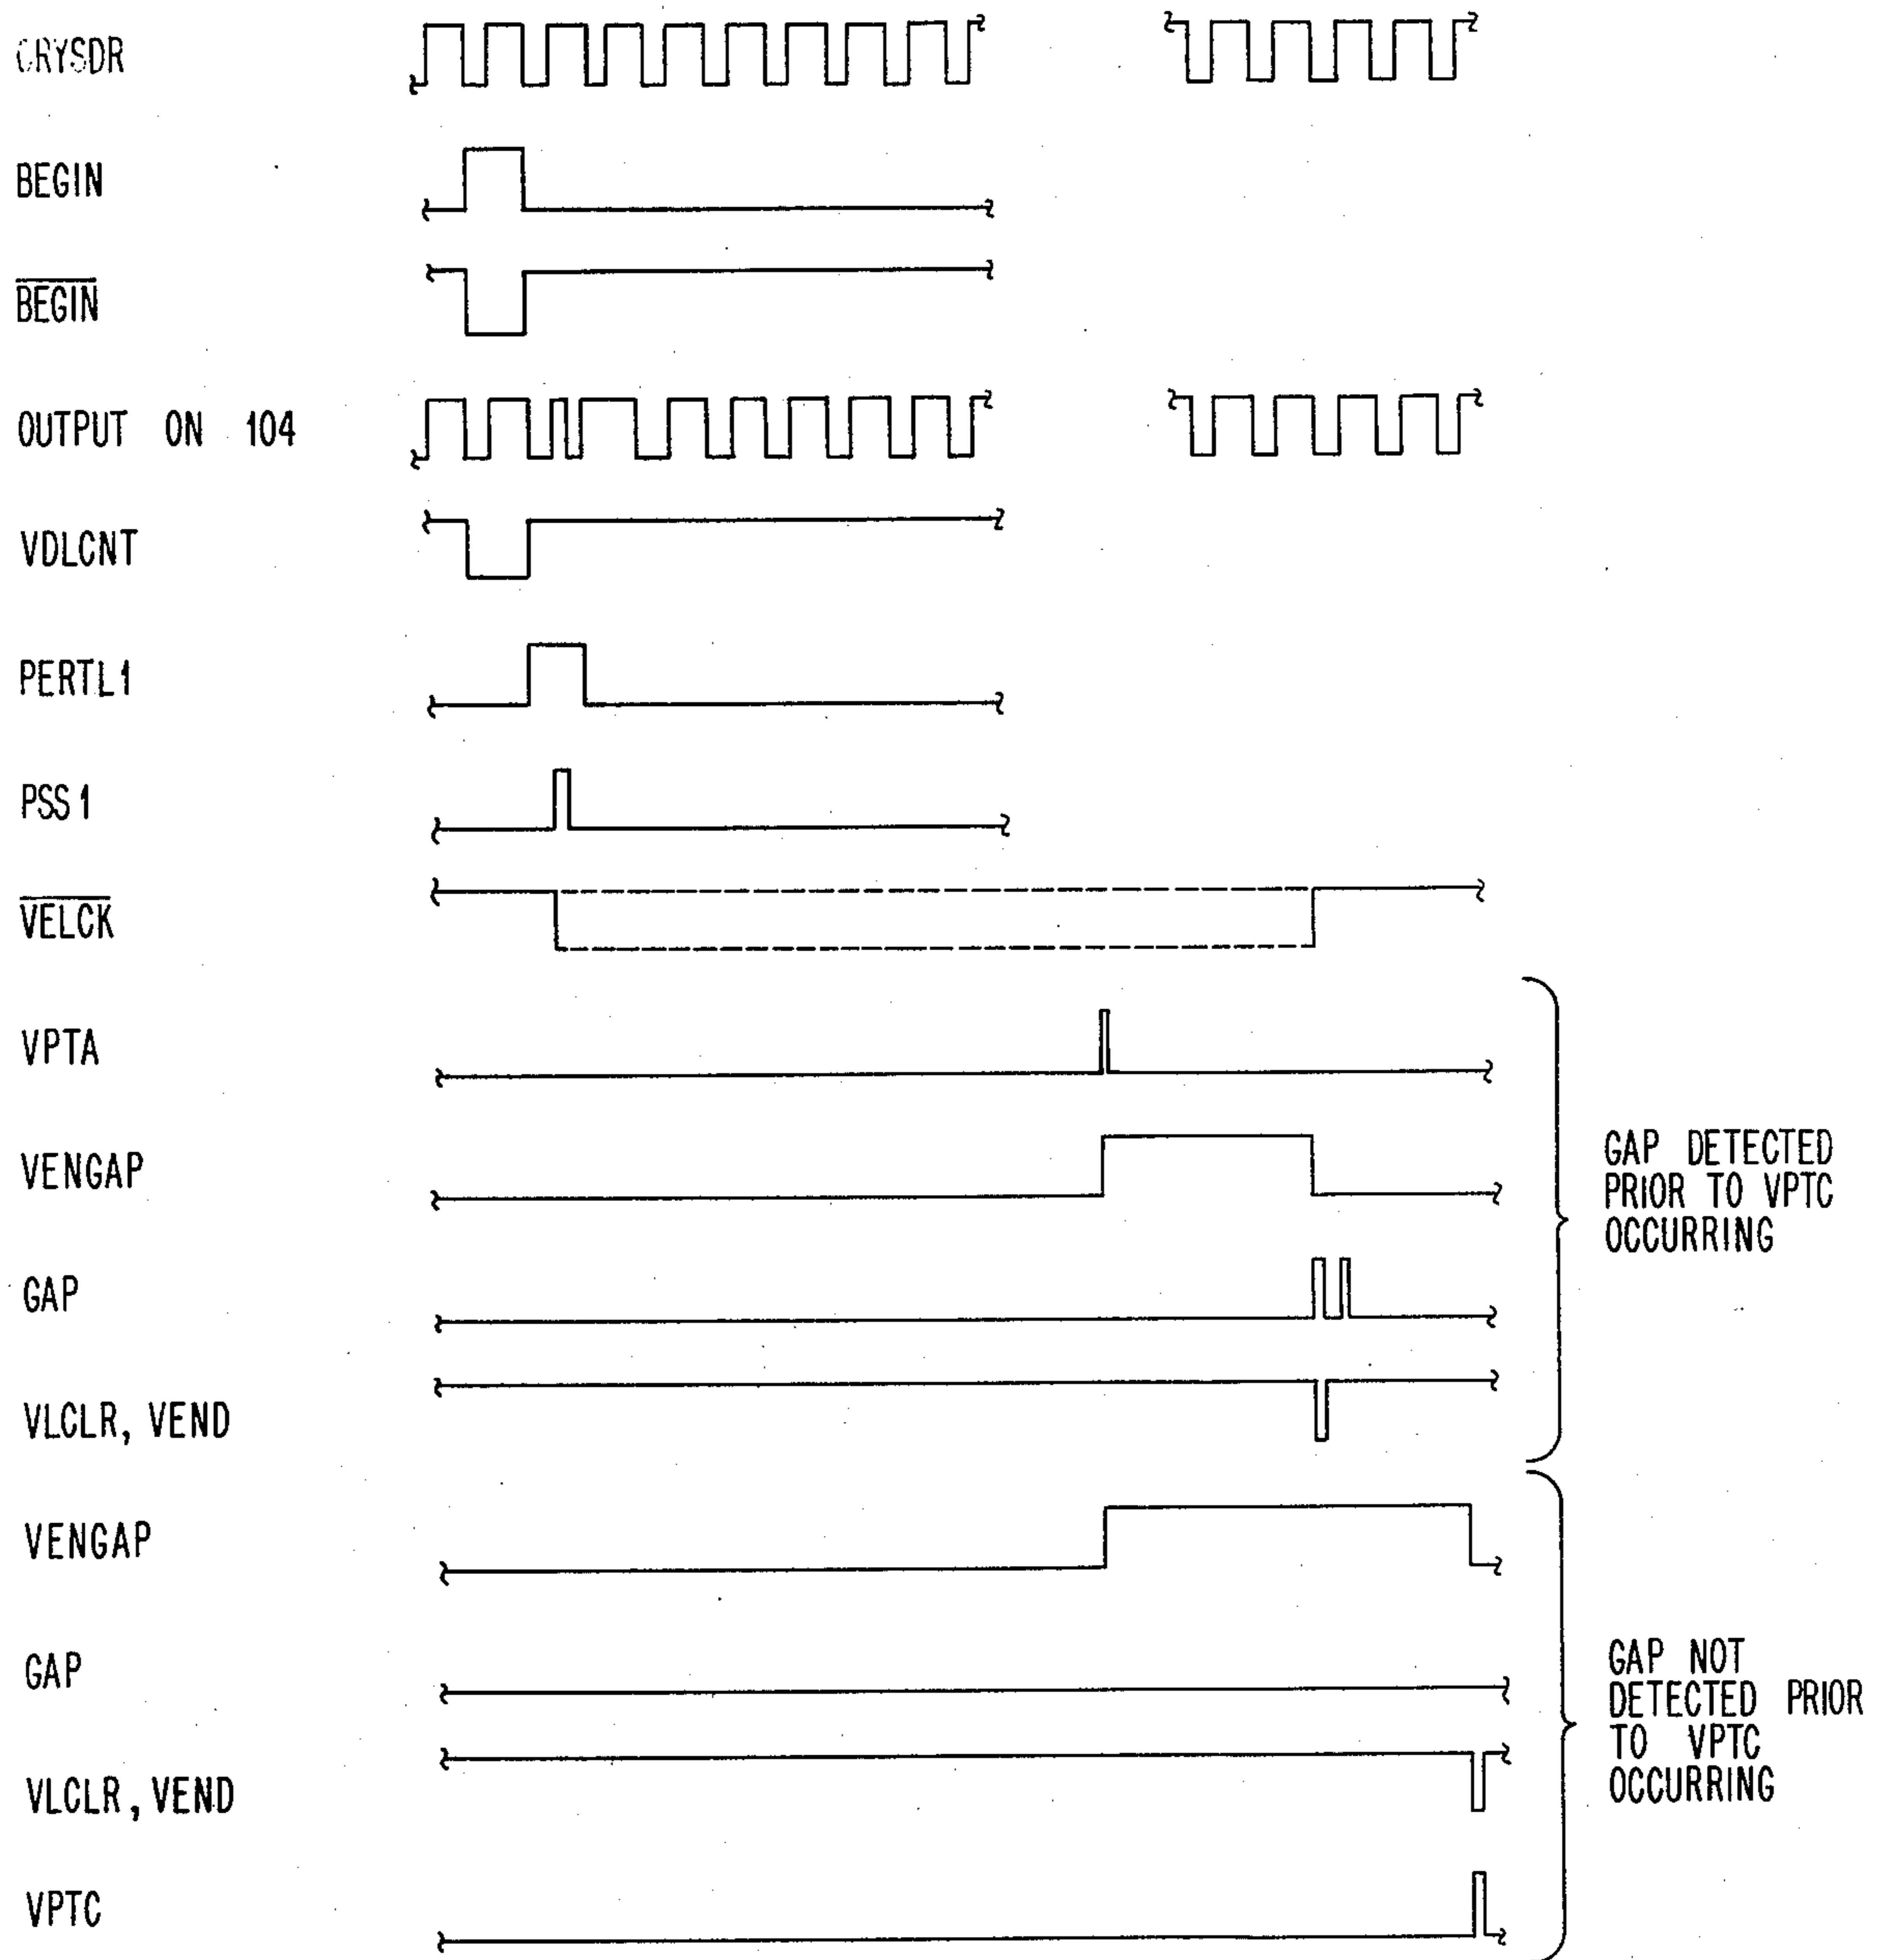 CRYSDR
BEGIN
BEGIN
OUTPUT ON 104
VDLCNT
PERTL1
PSS1
VELCK
VPTA
VENGAP
GAP
VLCLR, VEND
GAP DETECTED
PRIOR TO VPTC
OCCURRING
VENGAP
GAP
VLCLR, VEND
VPTC
GAP NOT
DETECTED PRIOR
TO VPTC
OCCURRING